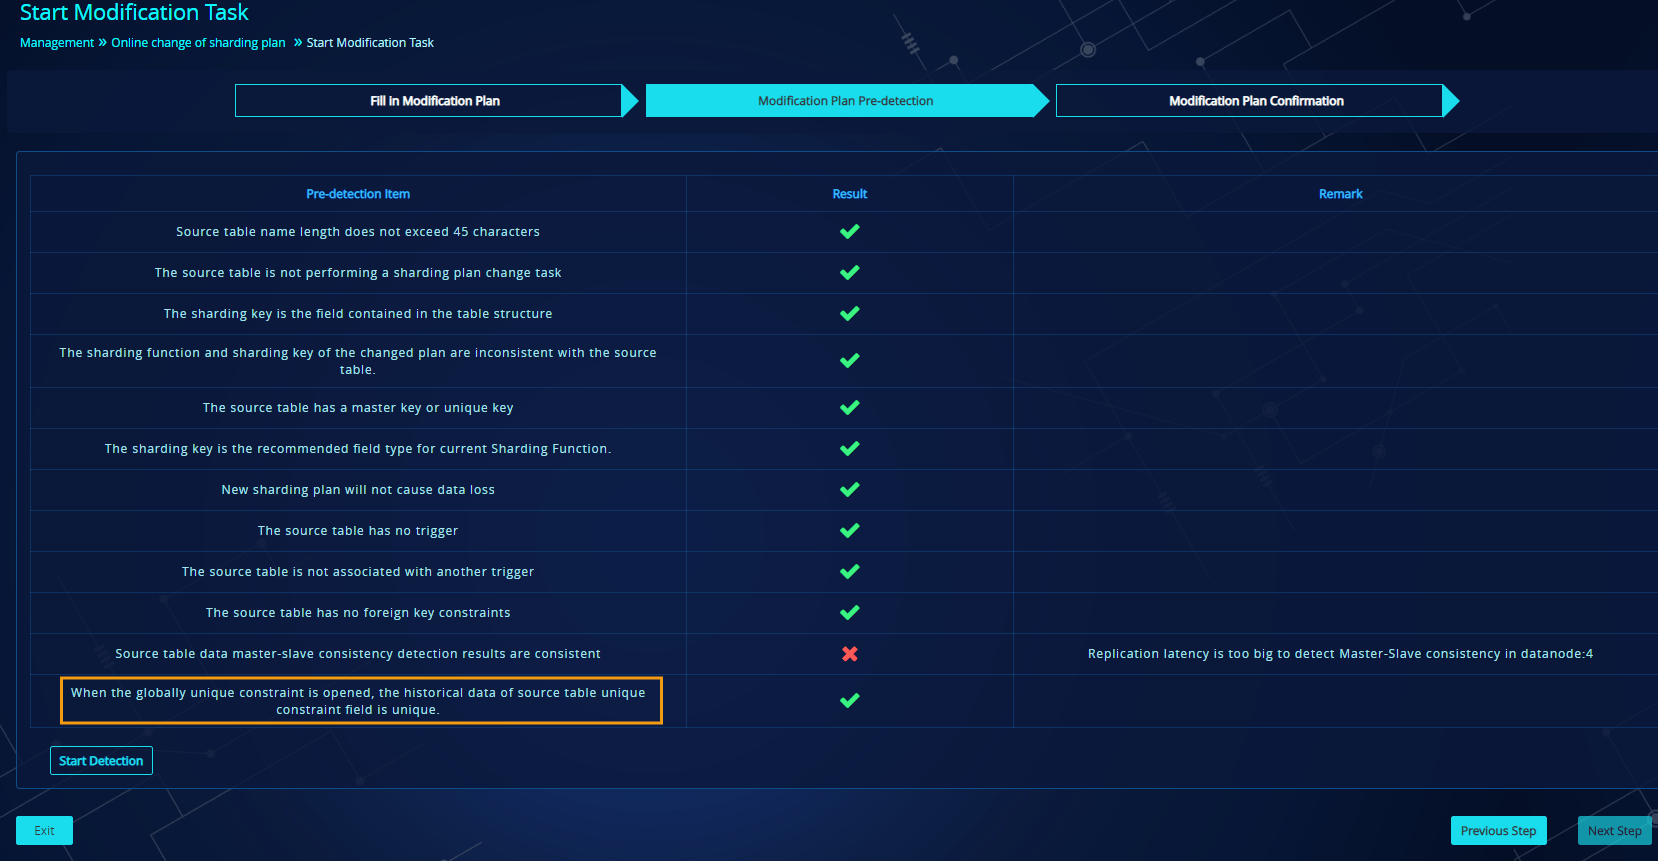 Start Modification Task
Management » Online change of sharding plan » Start Modification Task
Fill in Modification Plan
Modification Plan Pre-detection
Modification Plan Confirmation
Pre-detection Item
Result
Remark
Source table name length does not exceed 45 characters
The source table is not performing a sharding plan change task
The sharding key is the field contained in the table structure
The sharding function and sharding key of the changed plan are inconsistent with the source
table.
The source table has a master key or unique key
The sharding key is the recommended field type for current Sharding Function.
New sharding plan will not cause data loss
The source table has no trigger
The source table is not associated with another trigger
The source table has no foreign key constraints
Source table data master-slave consistency detection results are consistent
Replication latency is too big to detect Master-Slave consistency in datanode:4
When the globally unique constraint is opened, the historical data of source table unique
constraint field is unique.
Start Detection
Exit
Previous Step
Next Step